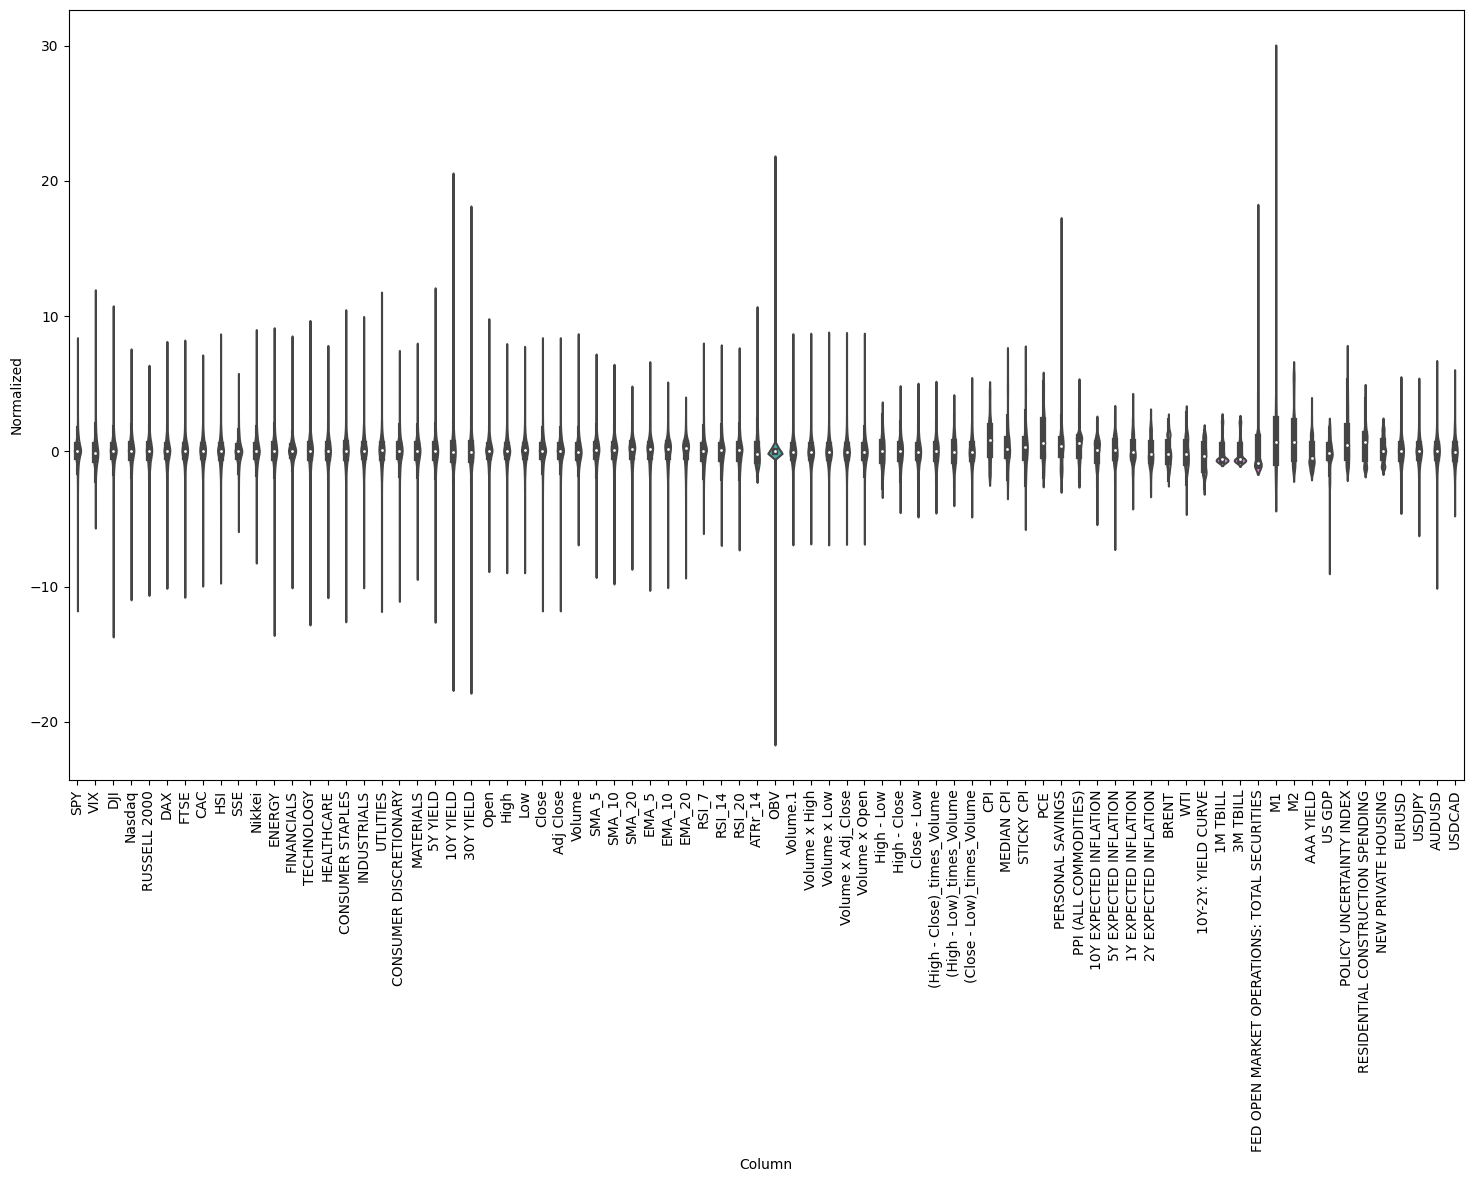 30
20
10
0
−10
−20
Normalized
SPY
VIX
DJI
Nasdaq
RUSSELL 2000
DAX
FTSE
CAC
HSI
SSE
Nikkei
ENERGY
FINANCIALS
TECHNOLOGY
HEALTHCARE
CONSUMER STAPLES
INDUSTRIALS
UTLITIES
CONSUMER DISCRETIONARY
MATERIALS
5Y YIELD
10Y YIELD
30Y YIELD
Open
High
Low
Close
Adj Close
Volume
SMA_5
SMA_10
SMA_20
EMA_5
EMA_10
EMA_20
RSI_7
RSI_14
RSI_20
ATRr_14
OBV
Volume.1
Volume x High
Volume x Low
Volume x Adj_Close
Volume x Open
High - Low
High - Close
Close - Low
(High - Close)_times_Volume
(High - Low)_times_Volume
(Close - Low)_times_Volume
CPI
MEDIAN CPI
STICKY CPI
PCE
PERSONAL SAVINGS
PPI (ALL COMMODITIES)
10Y EXPECTED INFLATION
5Y EXPECTED INFLATION
1Y EXPECTED INFLATION
2Y EXPECTED INFLATION
BRENT
WTI
10Y-2Y: YIELD CURVE
1M TBILL
3M TBILL
FED OPEN MARKET OPERATIONS: TOTAL SECURITIES
M1
M2
AAA YIELD
US GDP
POLICY UNCERTAINTY INDEX
RESIDENTIAL CONSTRUCTION SPENDING
NEW PRIVATE HOUSING
EURUSD
USDJPY
AUDUSD
USDCAD
Column